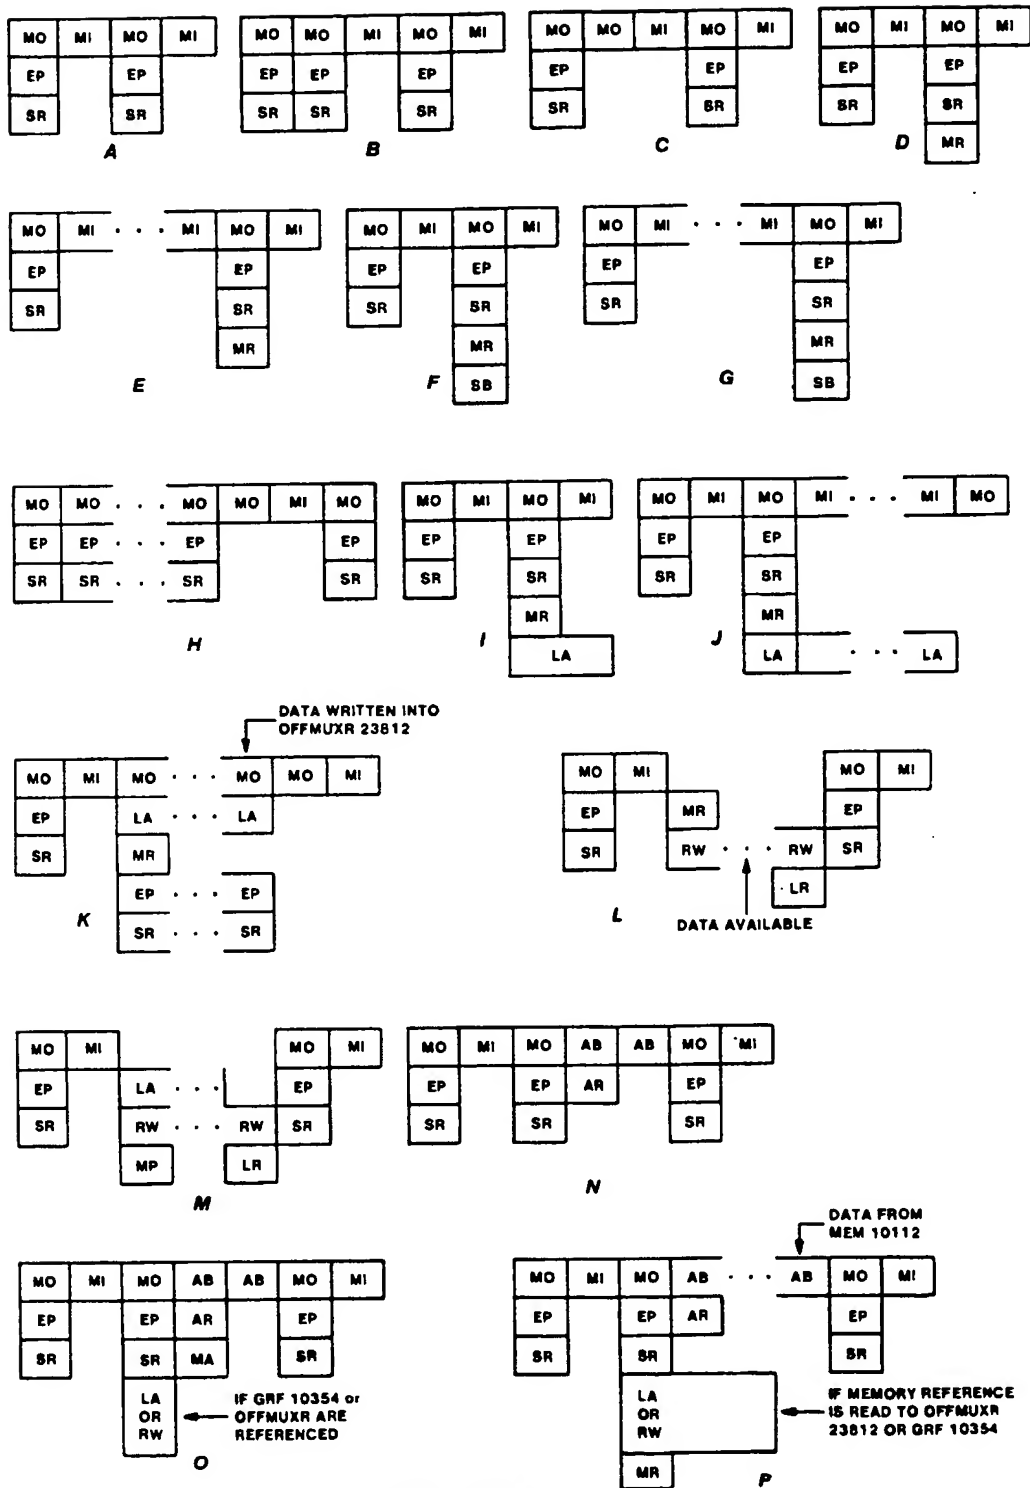 MO MI MO MI
EP EP
SR SR
A
MO MO MI MO MI
EP EP EP
SR SR SR
B
MO MO MI MO MI
EP EP
SR SR
C
MO MI MO MI
EP EP
SR SR
MR
D
MO MI · · · MI MO MI
EP EP
SR SR
MR
E
MO MI MO MI
EP EP
SR SR
MR
SB
F
MO MI · · · MI MO MI
EP EP
SR SR
MR
SB
G
MO MO · · · MO MO MI MO
EP EP · · · EP EP
SR SR · · · SR SR
H
MO MI MO MI
EP EP
SR SR
MR
LA
I
MO MI MO MI · · · MI MO
EP EP
SR SR
MR
LA · · · LA
J
DATA WRITTEN INTO
OFFMUXR 23812
MO MI MO · · · MO MO MI
EP LA · · · LA
SR MR
EP · · · EP
SR · · · SR
K
MO MI MO MI
EP MR EP
SR RW · · · RW SR
LR
DATA AVAILABLE
L
MO MI MO MI
EP LA · · · EP
SR RW · · · RW SR
MP LR
M
MO MI MO AB AB MO MI
EP EP AR EP
SR SR SR
N
MO MI MO AB AB MO MI
EP EP AR EP
SR SR MA SR
LA
OR
RW
IF GRF 10354 or
OFFMUXR ARE
REFERENCED
O
DATA FROM
MEM 10112
MO MI MO AB · · · AB MO MI
EP EP AR EP
SR SR SR
LA
OR
RW
IF MEMORY REFERENCE
IS READ TO OFFMUXR
23812 OR GRF 10354
MR
P